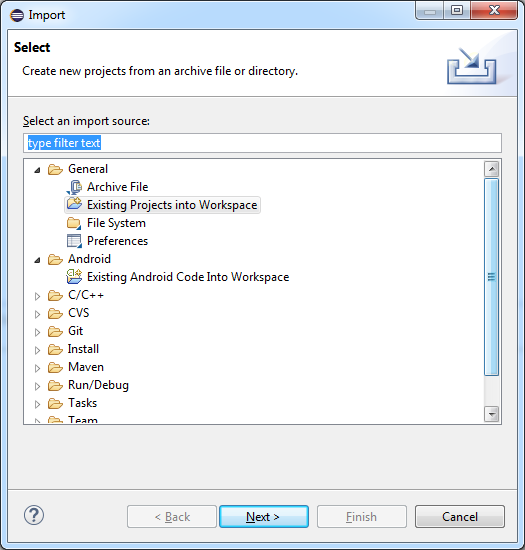 Import
Select
Create new projects from an archive file or directory.
Select an import source:
type filter text
General
Archive File
Existing Projects into Workspace
File System
Preferences
Android
Existing Android Code Into Workspace
C/C++
CVS
Git
Install
Maven
Run/Debug
Tasks
Team
?
< Back
Next >
Finish
Cancel